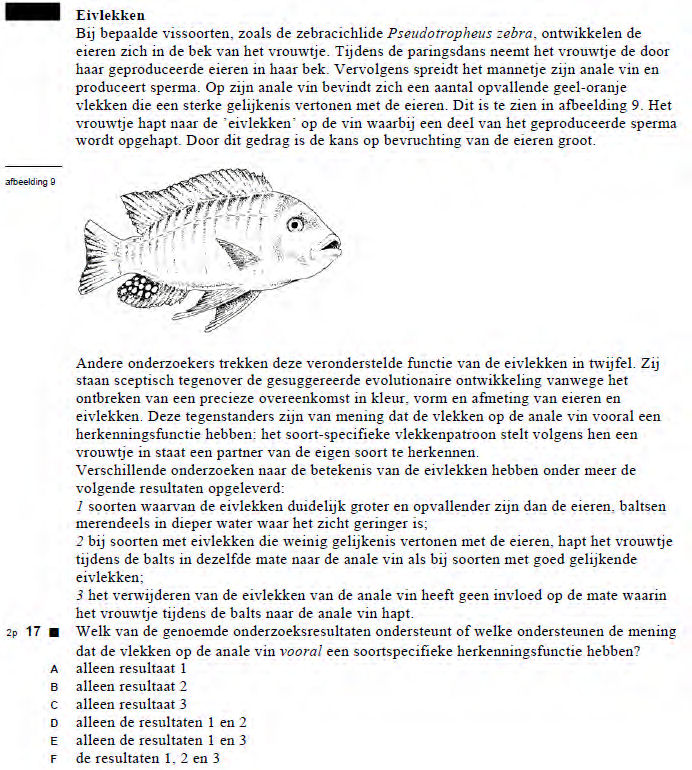 Eivlekken
Bij bepaalde vissoorten, zoals de zebracichlide Pseudotropheus zebra, ontwikkelen de
eieren zich in de bek van het vrouwtje. Tijdens de paringsdans neemt het vrouwtje de door
haar geproduceerde eieren in haar bek. Vervolgens spreidt het mannetje zijn anale vin en
produceert sperma. Op zijn anale vin bevindt zich een aantal opvallende geel-oranje
vlekken die een sterke gelijkenis vertonen met de eieren. Dit is te zien in afbeelding 9. Het
vrouwtje hapt naar de 'eivlekken' op de vin waarbij een deel van het geproduceerde sperma
wordt opgehapt. Door dit gedrag is de kans op bevruchting van de eieren groot.
afbeelding 9
Andere onderzoekers trekken deze veronderstelde functie van de eivlekken in twijfel. Zij
staan sceptisch tegenover de gesuggereerde evolutionaire ontwikkeling vanwege het
ontbreken van een precieze overeenkomst in kleur, vorm en afmeting van eieren en
eivlekken. Deze tegenstanders zijn van mening dat de vlekken op de anale vin vooral een
herkenningsfunctie hebben: het soort-specifieke vlekkenpatroon stelt volgens hen een
vrouwtje in staat een partner van de eigen soort te herkennen.
Verschillende onderzoeken naar de betekenis van de eivlekken hebben onder meer de
volgende resultaten opgeleverd:
1 soorten waarvan de eivlekken duidelijk groter en opvallender zijn dan de eieren, baltsen
merendeels in dieper water waar het zicht geringer is;
2 bij soorten met eivlekken die weinig gelijkenis vertonen met de eieren, hapt het vrouwtje
tijdens de balts in dezelfde mate naar de anale vin als bij soorten met goed gelijkende
eivlekken;
3 het verwijderen van de eivlekken van de anale vin heeft geen invloed op de mate waarin
het vrouwtje tijdens de balts naar de anale vin hapt.
2p 17 ■ Welk van de genoemde onderzoeksresultaten ondersteunt of welke ondersteunen de mening
dat de vlekken op de anale vin vooral een soortspecifieke herkenningsfunctie hebben?
A alleen resultaat 1
B alleen resultaat 2
C alleen resultaat 3
D alleen de resultaten 1 en 2
E alleen de resultaten 1 en 3
F de resultaten 1, 2 en 3